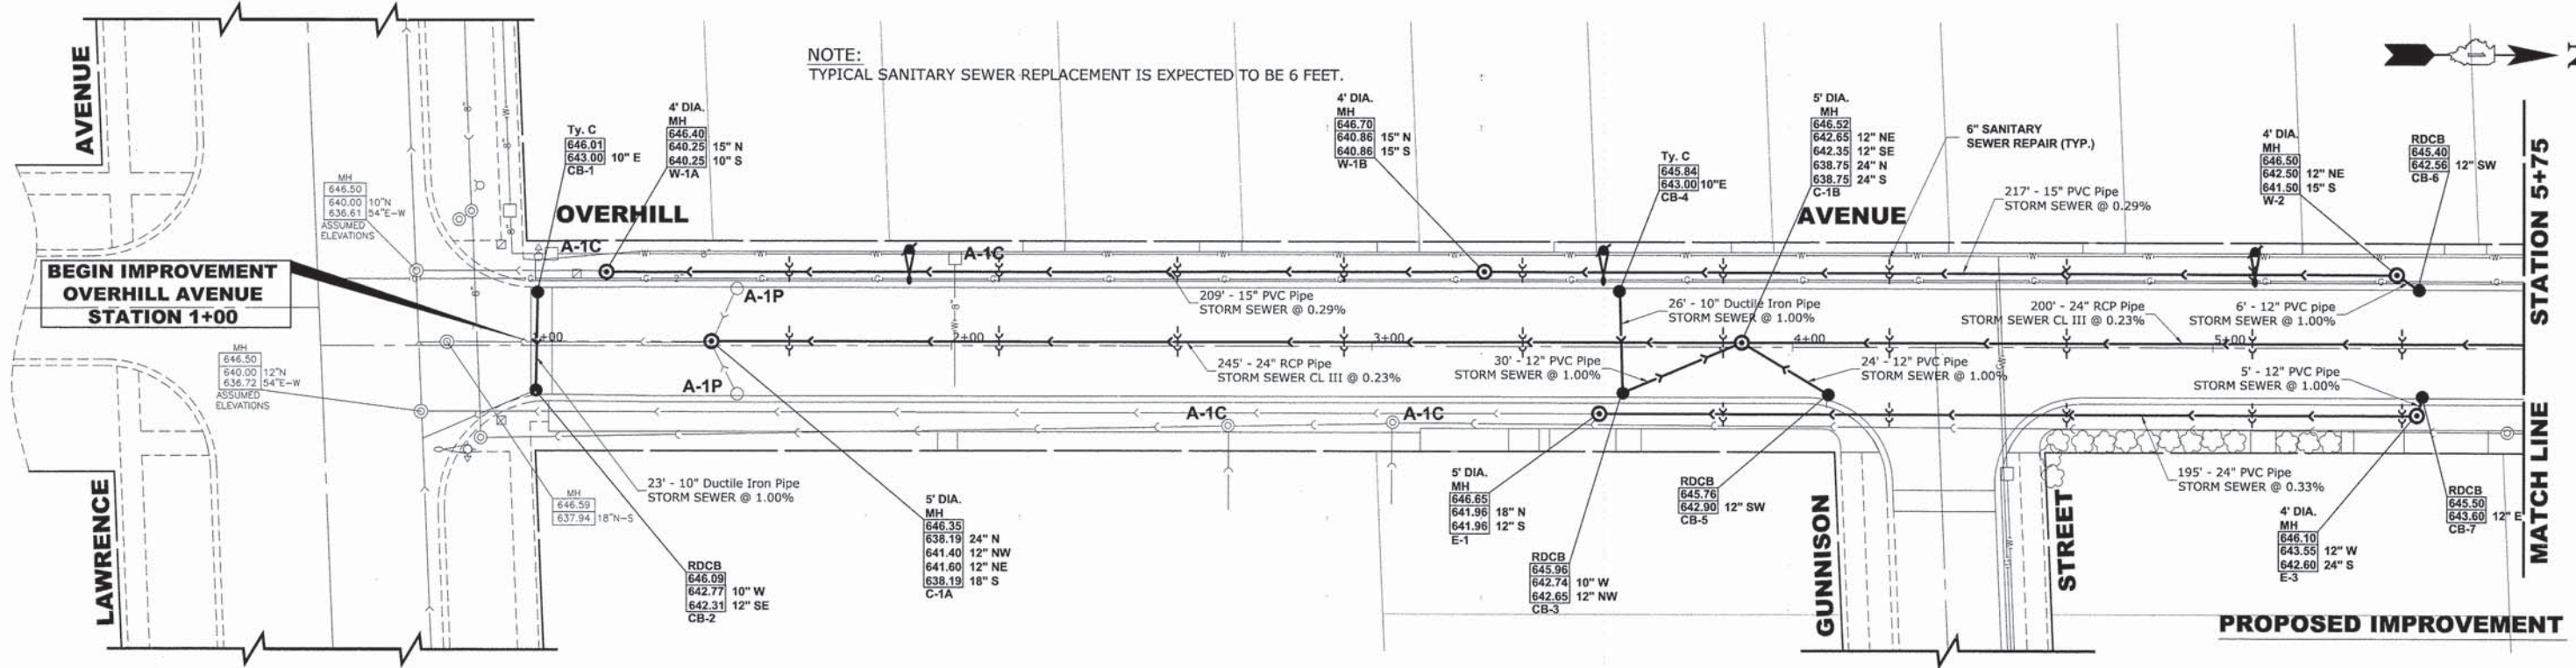 NOTE:
TYPICAL SANITARY SEWER REPLACEMENT IS EXPECTED TO BE 6 FEET.
N
AVENUE
LAWRENCE
OVERHILL
AVENUE
GUNNISON
STREET
STATION 5+75
MATCH LINE
BEGIN IMPROVEMENT
OVERHILL AVENUE
STATION 1+00
MH
646.50
640.00 10"N
636.61 54"E-W
ASSUMED
ELEVATIONS
MH
646.50
640.00 12"N
636.72 54"E-W
ASSUMED
ELEVATIONS
MH
646.59
637.94 18"N-S
Ty. C
646.01
643.00 10" E
CB-1
4' DIA.
MH
646.40
640.25 15" N
640.25 10" S
W-1A
4' DIA.
MH
646.70
640.86 15" N
640.86 15" S
W-1B
Ty. C
645.84
643.00 10"E
CB-4
5' DIA.
MH
646.52
642.65 12" NE
642.35 12" SE
638.75 24" N
638.75 24" S
C-1B
6" SANITARY
SEWER REPAIR (TYP.)
217' - 15" PVC Pipe
STORM SEWER @ 0.29%
4' DIA.
MH
646.50
642.50 12" NE
641.50 15" S
W-2
RDCB
645.40
642.56 12" SW
CB-6
A-1C
A-1C
A-1P
A-1P
A-1C
A-1C
1+00
2+00
3+00
4+00
5+00
209' - 15" PVC Pipe
STORM SEWER @ 0.29%
245' - 24" RCP Pipe
STORM SEWER CL III @ 0.23%
26' - 10" Ductile Iron Pipe
STORM SEWER @ 1.00%
30' - 12" PVC Pipe
STORM SEWER @ 1.00%
24' - 12" PVC Pipe
STORM SEWER @ 1.00%
200' - 24" RCP Pipe
STORM SEWER CL III @ 0.23%
6' - 12" PVC pipe
STORM SEWER @ 1.00%
5' - 12" PVC Pipe
STORM SEWER @ 1.00%
195' - 24" PVC Pipe
STORM SEWER @ 0.33%
23' - 10" Ductile Iron Pipe
STORM SEWER @ 1.00%
RDCB
646.09
642.77 10" W
642.31 12" SE
CB-2
5' DIA.
MH
646.35
638.19 24" N
641.40 12" NW
641.60 12" NE
638.19 18" S
C-1A
5' DIA.
MH
646.65
641.96 18" N
641.96 12" S
E-1
RDCB
645.96
642.74 10" W
642.65 12" NW
CB-3
RDCB
645.76
642.90 12" SW
CB-5
4' DIA.
MH
646.10
643.55 12" W
642.60 24" S
E-3
RDCB
645.50
643.60 12" E
CB-7
PROPOSED IMPROVEMENT